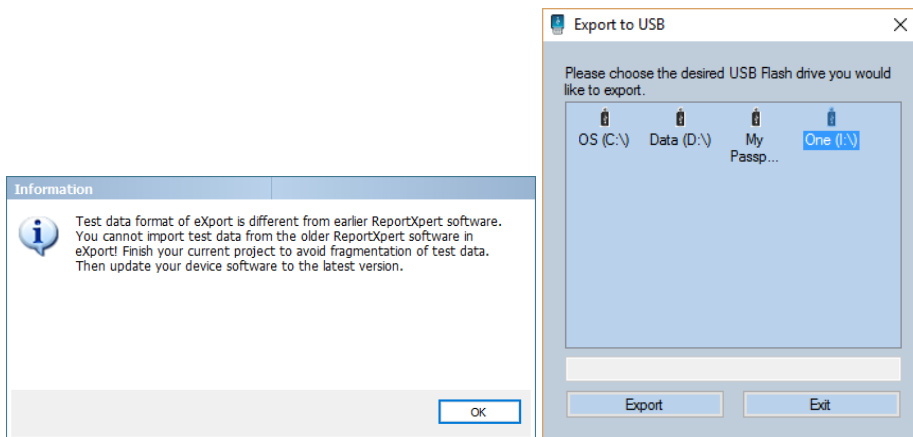 Information
Test data format of eXport is different from earlier ReportXpert software.
You cannot import test data from the older ReportXpert software in
eXport! Finish your current project to avoid fragmentation of test data.
Then update your device software to the latest version.
OK
Export to USB
Please choose the desired USB Flash drive you would
like to export.
OS (C:\)
Data (D:\)
My
Passp...
One (I:\)
Export
Exit